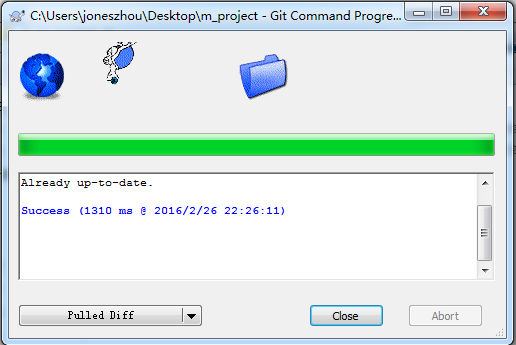 C:\Users\joneszhou\Desktop\m_project - Git Command Progre...
Already up-to-date.
Success (1310 ms @ 2016/2/26 22:26:11)
Pulled Diff
Close
Abort